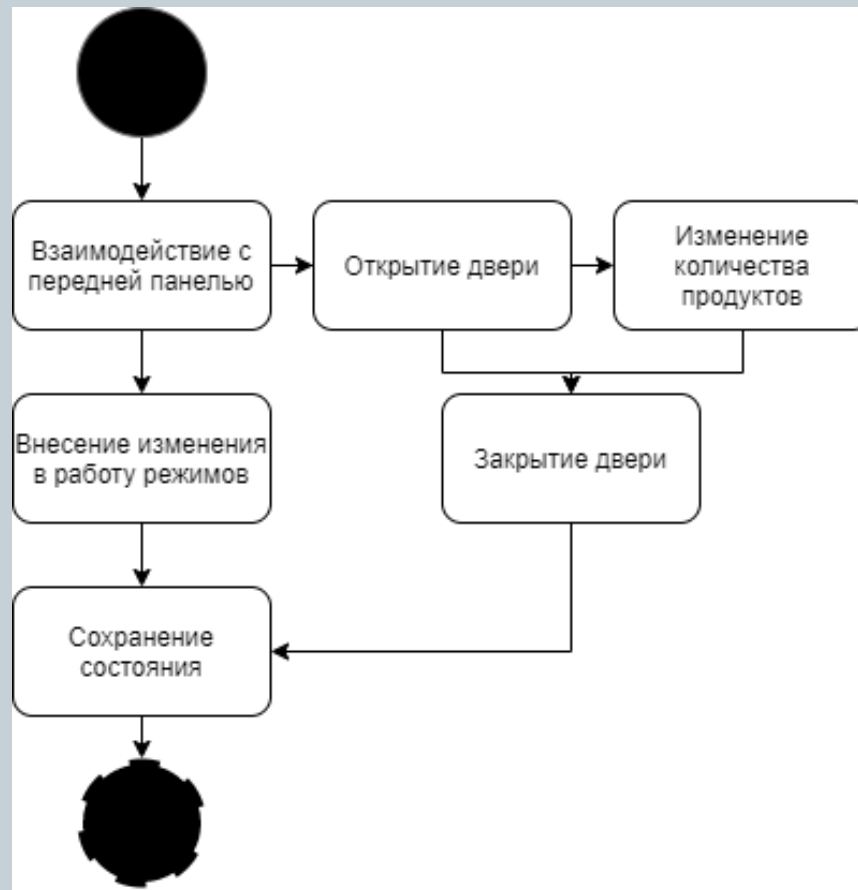 Взаимодействие с
передней панелью
Открытие двери
Изменение
количества
продуктов
Внесение изменения
в работу режимов
Закрытие двери
Сохранение
состояния